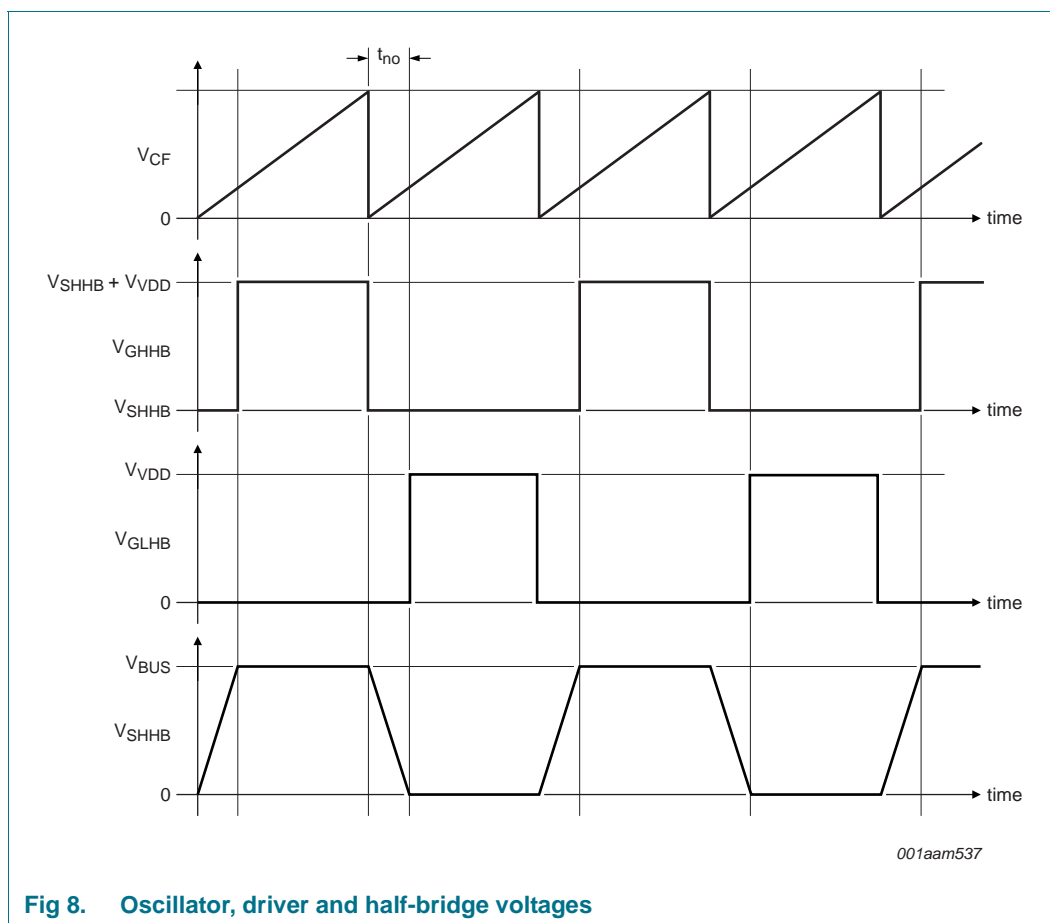 tno
VCF
0
time
VSHHB + VVDD
VGHHB
VSHHB
time
VVDD
VGLHB
0
time
VBUS
VSHHB
0
time
001aam537
Fig 8. Oscillator, driver and half-bridge voltages